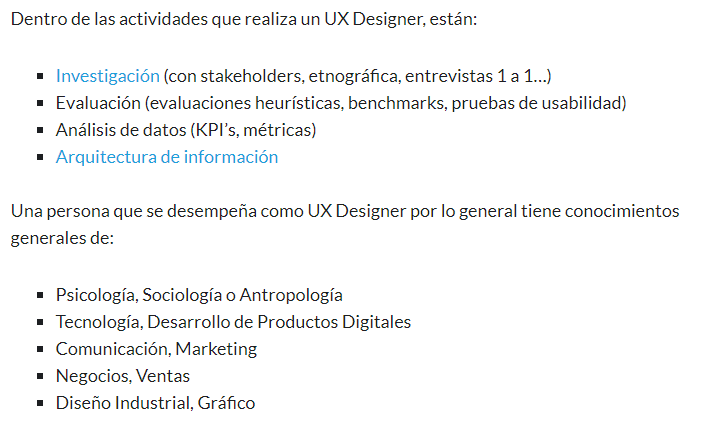 Dentro de las actividades que realiza un UX Designer, están:
▪ Investigación (con stakeholders, etnográfica, entrevistas 1 a 1...)
▪ Evaluación (evaluaciones heurísticas, benchmarks, pruebas de usabilidad)
▪ Análisis de datos (KPI's, métricas)
▪ Arquitectura de información
Una persona que se desempeña como UX Designer por lo general tiene conocimientos
generales de:
▪ Psicología, Sociología o Antropología
▪ Tecnología, Desarrollo de Productos Digitales
▪ Comunicación, Marketing
▪ Negocios, Ventas
▪ Diseño Industrial, Gráfico